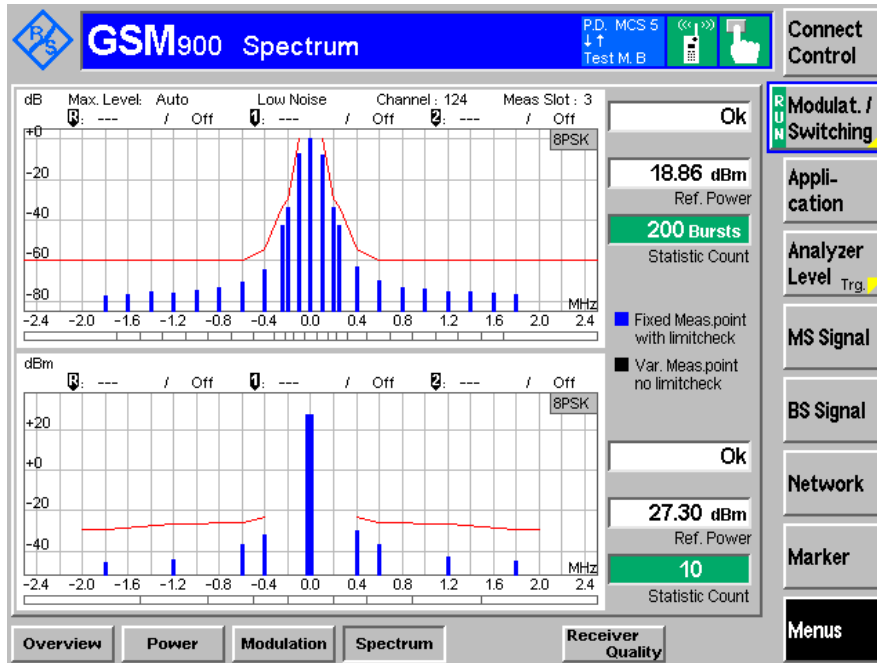 R&S GSM900 Spectrum
P.D. MCS 5
↓↑
Test M. B
Connect
Control
dB Max. Level: Auto Low Noise Channel : 124 Meas Slot : 3
R: --- / Off 1: --- / Off 2: --- / Off
8PSK
+0
-20
-40
-60
-80
MHz
-2.4 -2.0 -1.6 -1.2 -0.8 -0.4 0.0 0.4 0.8 1.2 1.6 2.0 2.4
Ok
18.86 dBm
Ref. Power
200 Bursts
Statistic Count
Fixed Meas.point
with limitcheck
Var. Meas.point
no limitcheck
dBm
R: --- / Off 1: --- / Off 2: --- / Off
8PSK
+20
+0
-20
-40
MHz
-2.4 -2.0 -1.6 -1.2 -0.8 -0.4 0.0 0.4 0.8 1.2 1.6 2.0 2.4
Ok
27.30 dBm
Ref. Power
10
Statistic Count
RUN
Modulat. /
Switching
Appli-
cation
Analyzer
Level Trg.
MS Signal
BS Signal
Network
Marker
Menus
Overview Power Modulation Spectrum Receiver
Quality